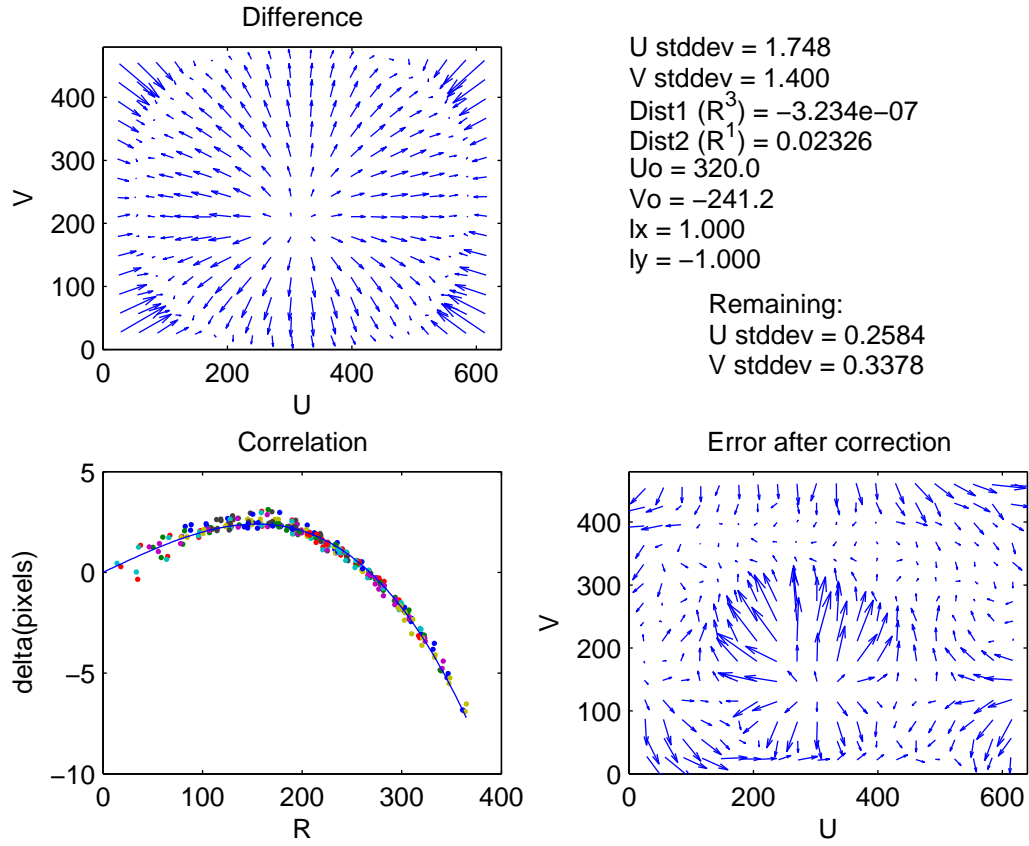 Difference
V
400
300
200
100
0
0 200 400 600
U
U stddev = 1.748
V stddev = 1.400
Dist1 (R^3) = −3.234e−07
Dist2 (R^1) = 0.02326
Uo = 320.0
Vo = −241.2
lx = 1.000
ly = −1.000
Remaining:
U stddev = 0.2584
V stddev = 0.3378
Correlation
delta(pixels)
5
0
−5
−10
0 100 200 300 400
R
Error after correction
V
400
300
200
100
0
0 200 400 600
U